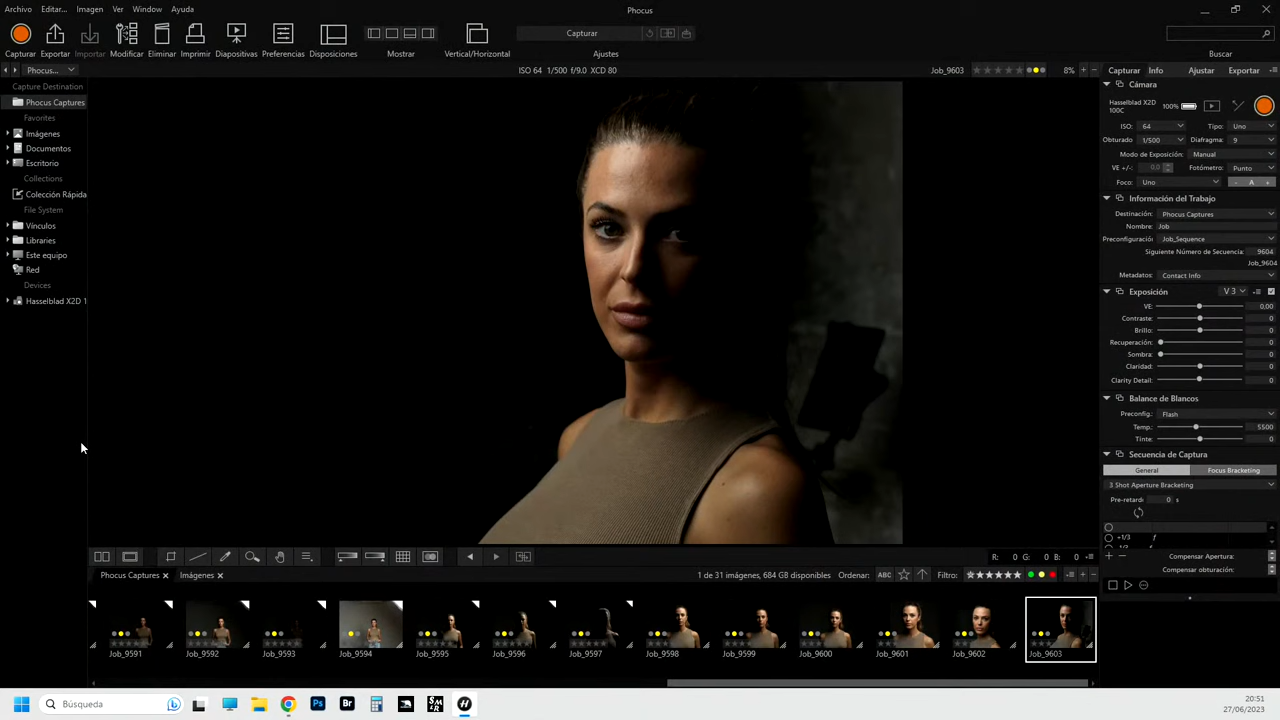 Archivo Editar... Imagen Ver Window Ayuda
Phocus
Capturar Exportar Importar Modificar Eliminar Imprimir Diapositivas Preferencias Disposiciones Mostrar Vertical/Horizontal
Capturar
Ajustes
Buscar
Phocus...
ISO 64 1/500 f/9.0 XCD 80
Job_9603
8% + −
Capturar Info Ajustar Exportar
Capture Destination
Phocus Captures
Favorites
Imágenes
Documentos
Escritorio
Collections
Colección Rápida
File System
Vínculos
Libraries
Este equipo
Red
Devices
Hasselblad X2D 1
Cámara
Hasselblad X2D
100C
100%
ISO: 64 Tipo: Uno
Obturado 1/500 Diafragma: 9
Modo de Exposición: Manual
VE +/-: 0.0 Fotómetro: Punto
Foco: Uno - A +
Información del Trabajo
Destinación: Phocus Captures
Nombre: Job
Preconfiguració Job_Sequence
Siguiente Número de Secuencia: 9604
Job_9604
Metadatos: Contact Info
Exposición V 3
VE: 0,00
Contraste: 0
Brillo: 0
Recuperación: 0
Sombra: 0
Claridad: 0
Clarity Detail: 0
Balance de Blancos
Preconfig.: Flash
Temp.: 5500
Tinte: 0
Secuencia de Captura
General Focus Bracketing
3 Shot Aperture Bracketing
Pre-retard 0 s
+1/3 f
-1/3
Compensar Apertura:
Compensar obturación:
R: 0 G: 0 B: 0
Phocus Captures × Imágenes ×
1 de 31 imágenes, 684 GB disponibles Ordenar: ABC Filtro:
Job_9591 Job_9592 Job_9593 Job_9594 Job_9595 Job_9596 Job_9597 Job_9598 Job_9599 Job_9600 Job_9601 Job_9602 Job_9603
Búsqueda
Ps Br H
20:51
27/06/2023